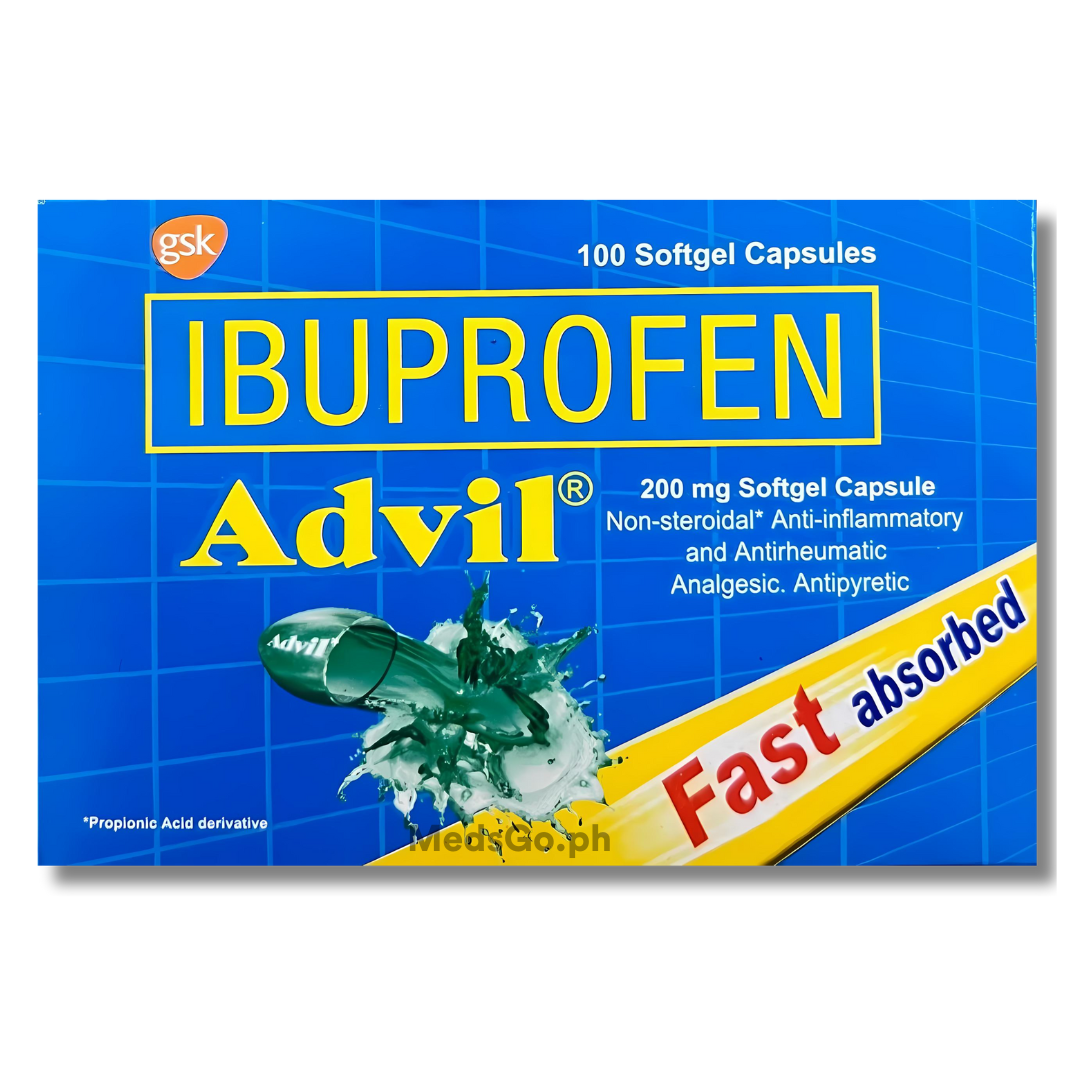 gsk
100 Softgel Capsules
IBUPROFEN
Advil®
200 mg Softgel Capsule
Non-steroidal* Anti-inflammatory
and Antirheumatic
Analgesic. Antipyretic
Advil
Fast absorbed
*Propionic Acid derivative
MedsGo.ph